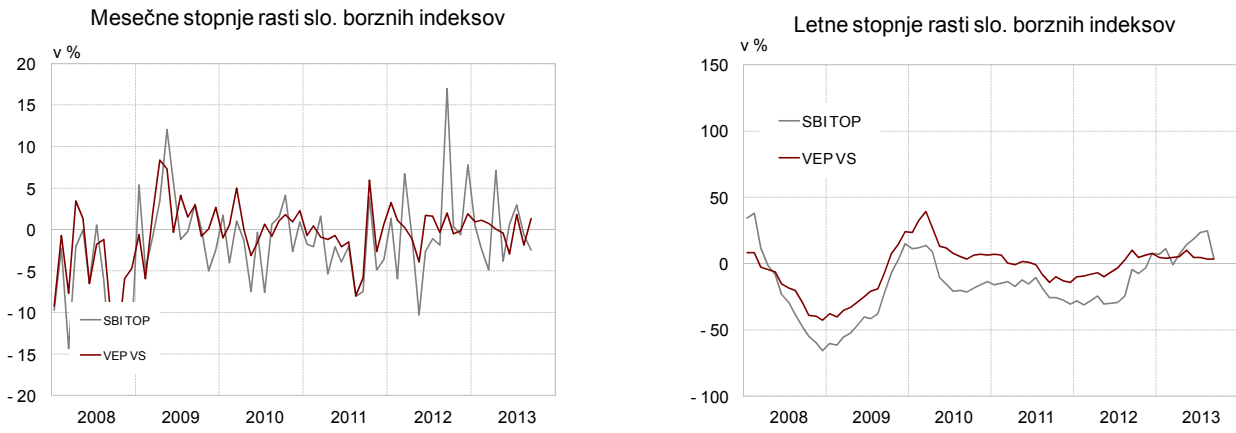 Mesečne stopnje rasti slo. borznih indeksov
v %
20
15
10
5
0
- 5
- 10
- 15
- 20
SBI TOP
VEP VS
2008 2009 2010 2011 2012 2013
Letne stopnje rasti slo. borznih indeksov
v %
150
100
50
0
- 50
- 100
SBI TOP
VEP VS
2008 2009 2010 2011 2012 2013